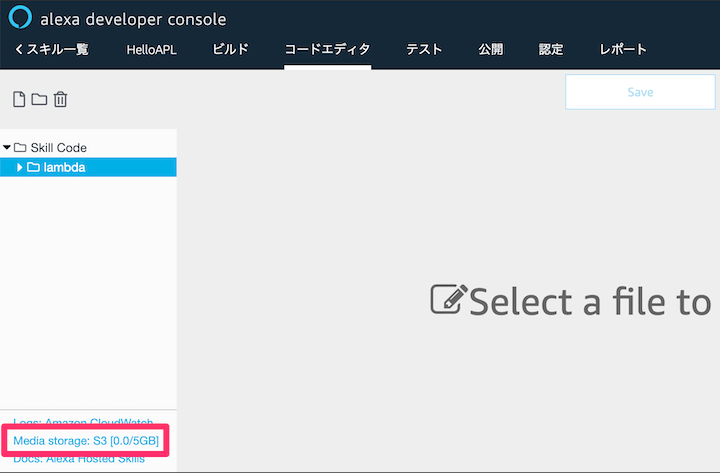 alexa developer console
スキル一覧 HelloAPL ビルド コードエディタ テスト 公開 認定 レポート
Save
Skill Code
lambda
Select a file to
Logs: Amazon CloudWatch
Media storage: S3 [0.0/5GB]
Docs: Alexa Hosted Skills